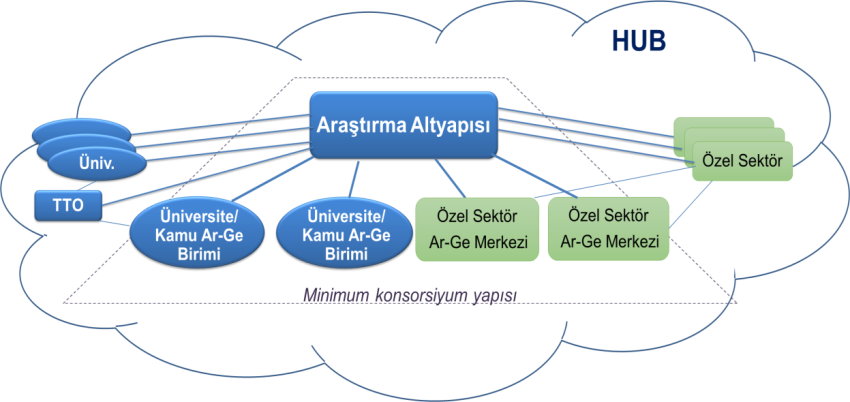 HUB
Araştırma Altyapısı
Üniv.
Özel Sektör
TTO
Üniversite/
Kamu Ar-Ge
Birimi
Üniversite/
Kamu Ar-Ge
Birimi
Özel Sektör
Ar-Ge Merkezi
Özel Sektör
Ar-Ge Merkezi
Minimum konsorsiyum yapısı